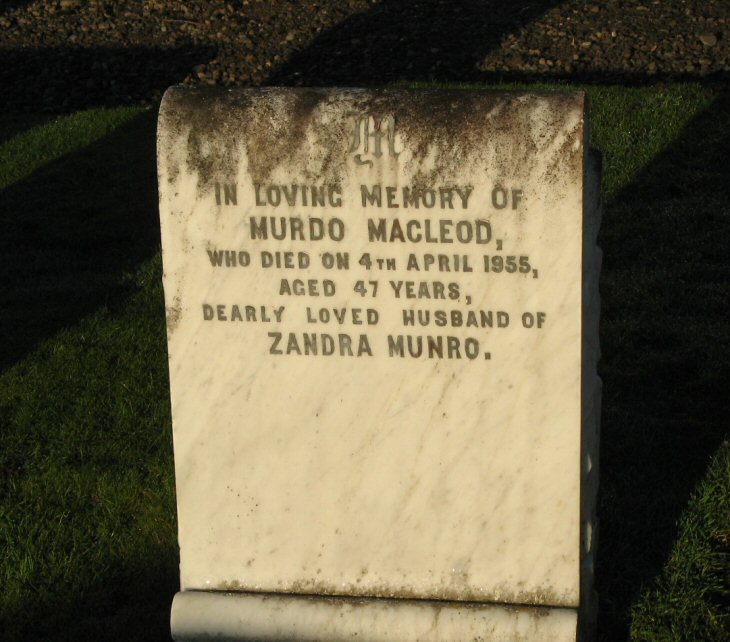 M
IN LOVING MEMORY OF
MURDO MACLEOD,
WHO DIED ON 4TH APRIL 1955,
AGED 47 YEARS,
DEARLY LOVED HUSBAND OF
ZANDRA MUNRO.